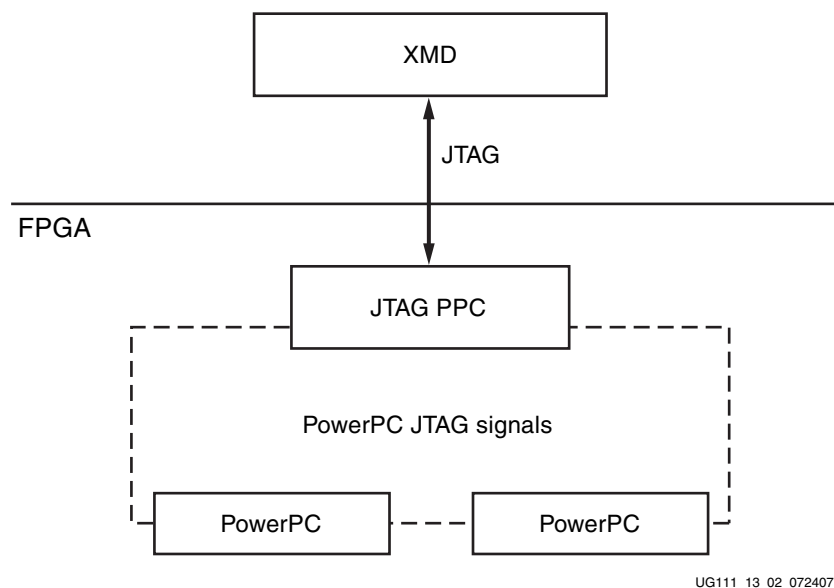 XMD
JTAG
FPGA
JTAG PPC
PowerPC JTAG signals
PowerPC
PowerPC
UG111_13_02_072407